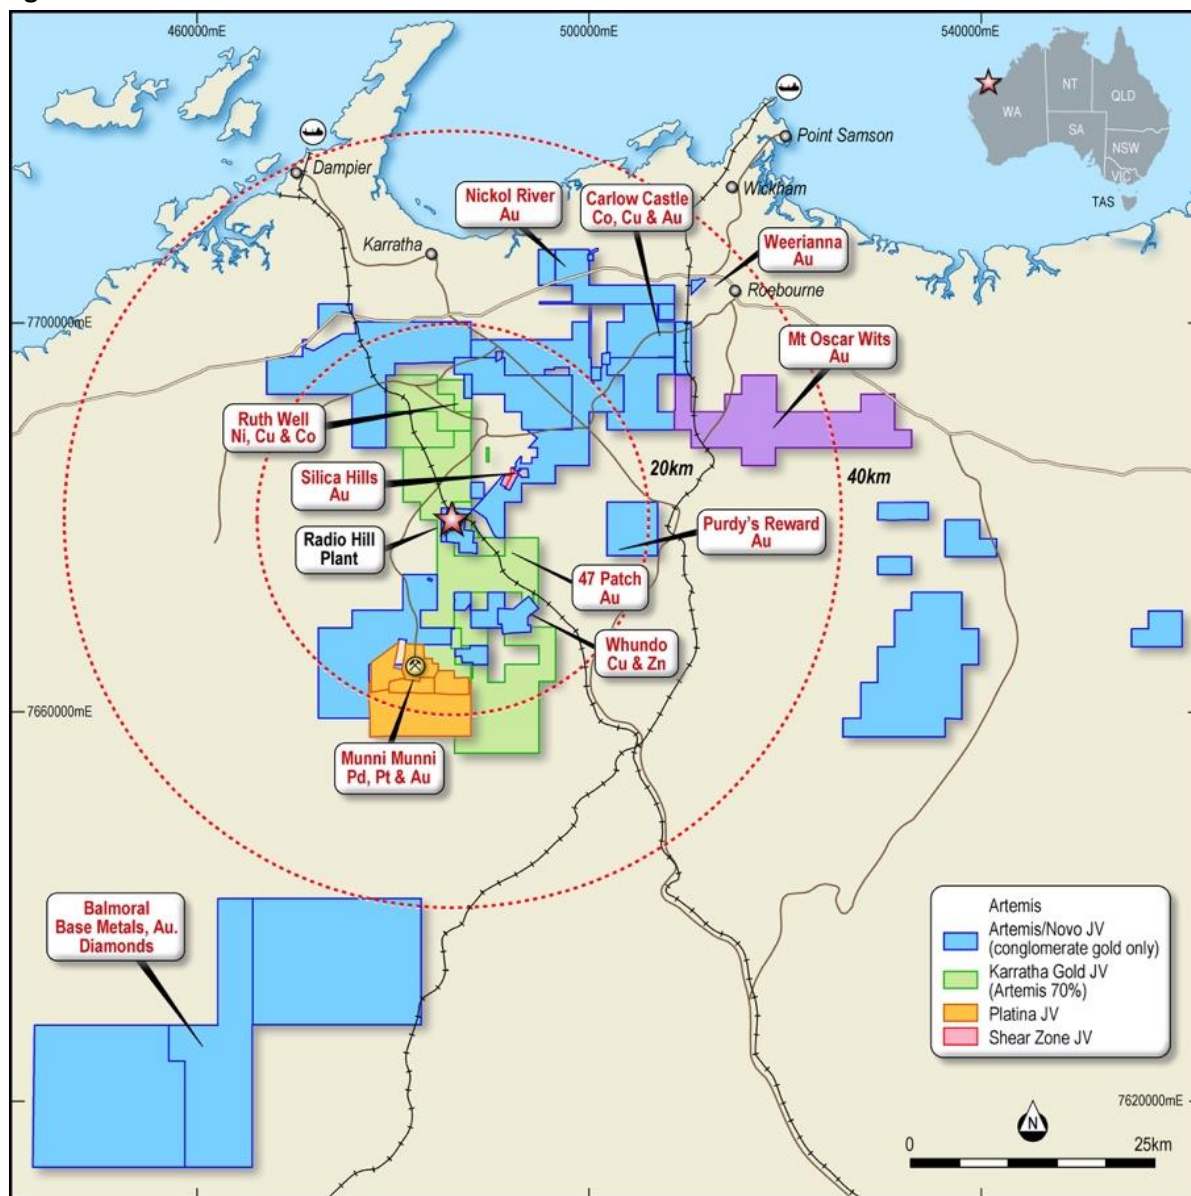 460000mE
500000mE
540000mE
NT
WA
QLD
SA
NSW
VIC
TAS
Point Samson
Dampier
Wickham
Nickol River
Au
Carlow Castle
Co, Cu & Au
Karratha
Weerianna
Au
Roebourne
7700000mE
Mt Oscar Wits
Au
Ruth Well
Ni, Cu & Co
Silica Hills
Au
20km
40km
Radio Hill
Plant
Purdy's Reward
Au
47 Patch
Au
Whundo
Cu & Zn
7660000mE
Munni Munni
Pd, Pt & Au
Balmoral
Base Metals, Au.
Diamonds
Artemis
Artemis/Novo JV
(conglomerate gold only)
Karratha Gold JV
(Artemis 70%)
Platina JV
Shear Zone JV
7620000mE
N
0
25km